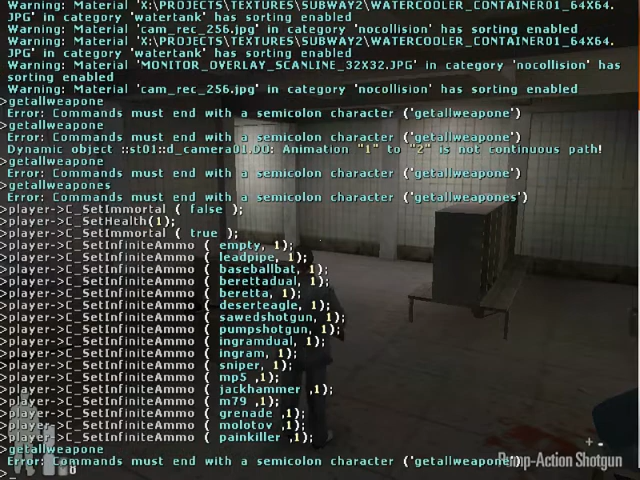 Warning: Material 'X:\PROJECTS\TEXTURES\SUBWAY2\WATERCOOLER_CONTAINER01_64X64.
JPG' in category 'watertank' has sorting enabled
Warning: Material 'cam_rec_256.jpg' in category 'nocollision' has sorting enabled
Warning: Material 'X:\PROJECTS\TEXTURES\SUBWAY2\WATERCOOLER_CONTAINER01_64X64.
JPG' in category 'watertank' has sorting enabled
Warning: Material 'MONITOR_OVERLAY_SCANLINE_32X32.JPG' in category 'nocollision' has
sorting enabled
Warning: Material 'cam_rec_256.jpg' in category 'nocollision' has sorting enabled
>getallweapone
Error: Commands must end with a semicolon character ('getallweapone')
>getallweapone
Error: Commands must end with a semicolon character ('getallweapone')
Dynamic object ::st01::d_camera01.DO: Animation "1" to "2" is not continuous path!
>getallweapone
Error: Commands must end with a semicolon character ('getallweapone')
>getallweapones
Error: Commands must end with a semicolon character ('getallweapones')
>player->C_SetImmortal ( false );
>player->C_SetHealth(1);
>player->C_SetImmortal ( true );
>player->C_SetInfiniteAmmo ( empty, 1);
>player->C_SetInfiniteAmmo ( leadpipe, 1);
>player->C_SetInfiniteAmmo ( baseballbat, 1);
>player->C_SetInfiniteAmmo ( berettadual, 1);
>player->C_SetInfiniteAmmo ( beretta, 1);
>player->C_SetInfiniteAmmo ( deserteagle, 1);
>player->C_SetInfiniteAmmo ( sawedshotgun, 1);
>player->C_SetInfiniteAmmo ( pumpshotgun, 1);
>player->C_SetInfiniteAmmo ( ingramdual, 1);
>player->C_SetInfiniteAmmo ( ingram, 1);
>player->C_SetInfiniteAmmo ( sniper, 1);
>player->C_SetInfiniteAmmo ( mp5 ,1);
>player->C_SetInfiniteAmmo ( jackhammer ,1);
>player->C_SetInfiniteAmmo ( m79 ,1);
>player->C_SetInfiniteAmmo ( grenade ,1);
>player->C_SetInfiniteAmmo ( molotov ,1);
>player->C_SetInfiniteAmmo ( painkiller ,1);
>getallweapone
Error: Commands must end with a semicolon character ('getallweapone')
Pump-Action Shotgun
>_
0